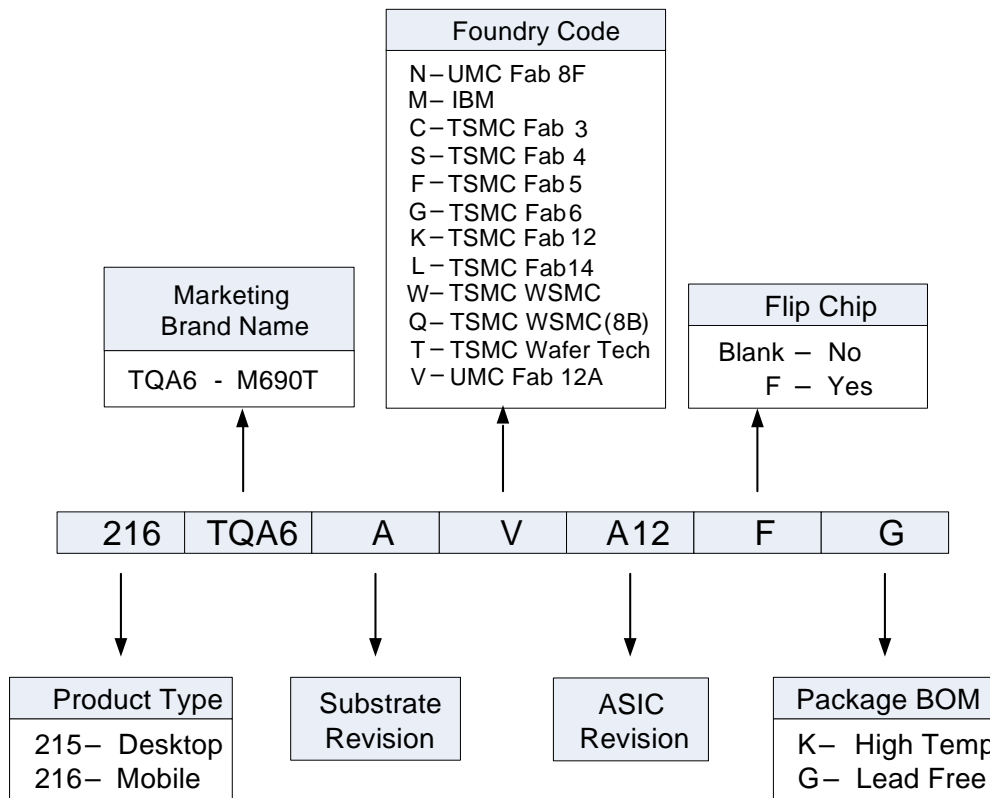 Foundry Code
N– UMC Fab 8F
M– IBM
C– TSMC Fab 3
S– TSMC Fab 4
F– TSMC Fab 5
G– TSMC Fab 6
K– TSMC Fab 12
L– TSMC Fab 14
W– TSMC WSMC
Q– TSMC WSMC (8B)
T– TSMC Wafer Tech
V– UMC Fab 12A
Marketing
Brand Name
TQA6 - M690T
Flip Chip
Blank – No
F – Yes
216 TQA6 A V A12 F G
Product Type
215– Desktop
216– Mobile
Substrate
Revision
ASIC
Revision
Package BOM
K– High Temp
G– Lead Free